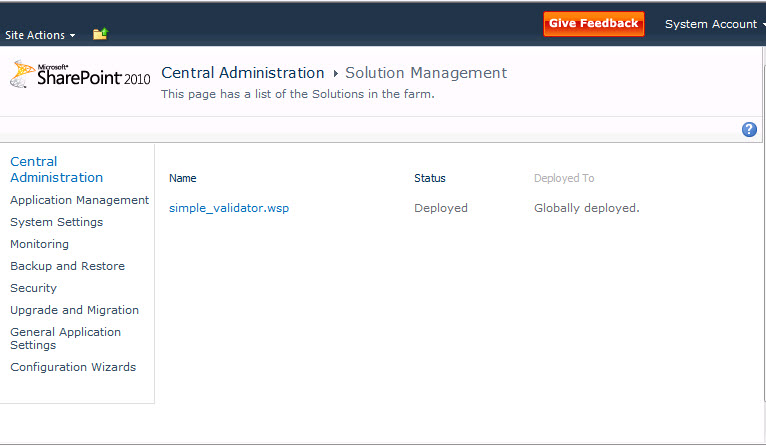 Give Feedback
System Account
Site Actions
Microsoft®
SharePoint® 2010
Central Administration ▸ Solution Management
This page has a list of the Solutions in the farm.
?
Central
Administration
Application Management
System Settings
Monitoring
Backup and Restore
Security
Upgrade and Migration
General Application
Settings
Configuration Wizards
Name Status Deployed To
simple_validator.wsp Deployed Globally deployed.